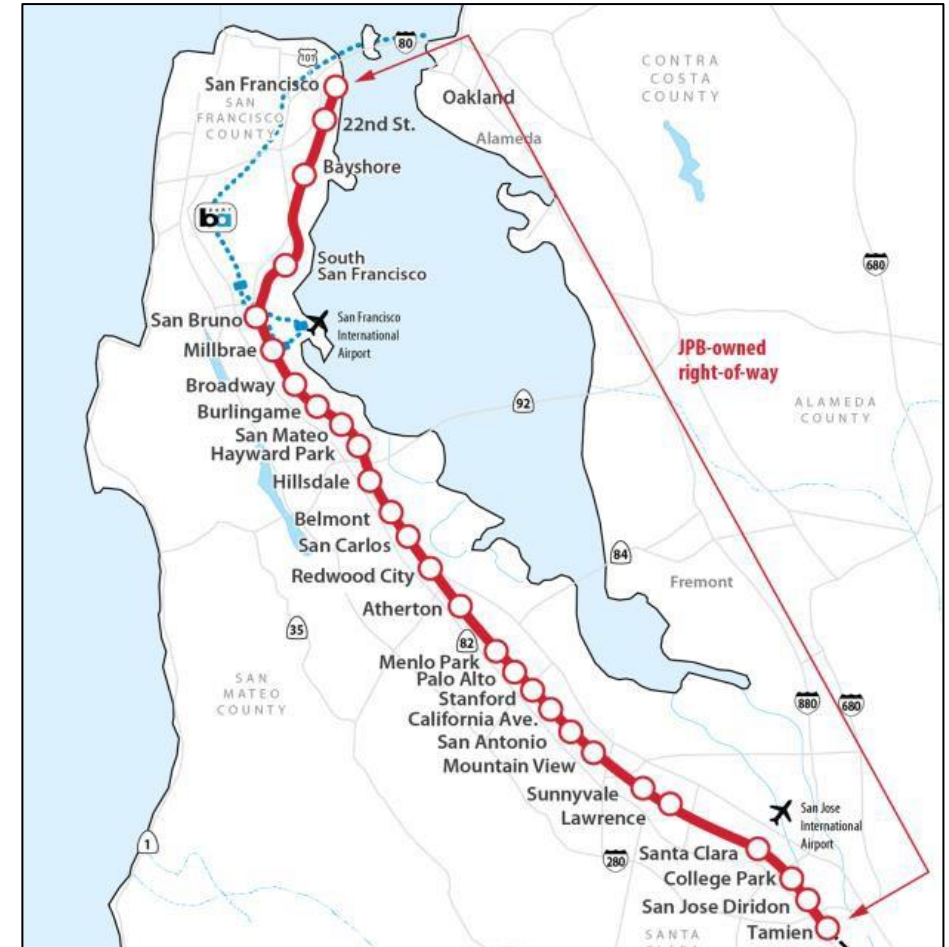 80
101
San Francisco
SAN
FRANCISCO
COUNTY
22nd St.
Bayshore
Oakland
Alameda
CONTRA
COSTA
COUNTY
ba
South
San Francisco
680
San Bruno
San Francisco
International
Airport
Millbrae
Broadway
Burlingame
San Mateo
Hayward Park
Hillsdale
Belmont
San Carlos
Redwood City
Atherton
92
JPB-owned
right-of-way
ALAMEDA
COUNTY
84
Fremont
35
82
SAN
MATEO
COUNTY
Menlo Park
Palo Alto
Stanford
California Ave.
San Antonio
Mountain View
Sunnyvale
Lawrence
880
680
San Jose
International
Airport
1
280
Santa Clara
College Park
San Jose Diridon
Tamien
SANTA